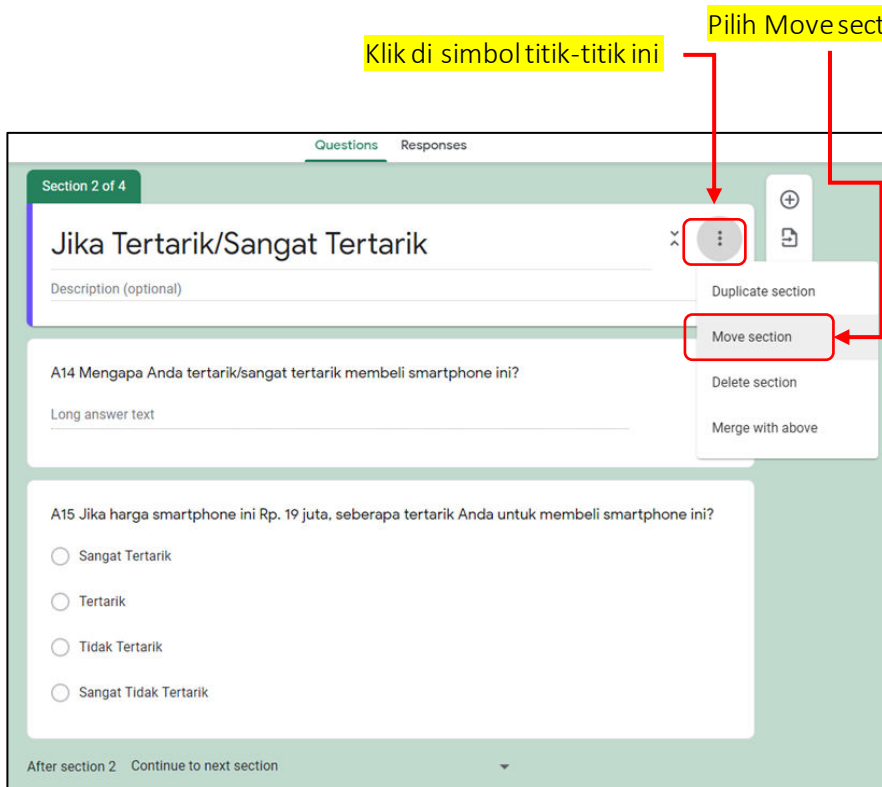 Pilih Move sect
Klik di simbol titik-titik ini
Questions Responses
Section 2 of 4
Jika Tertarik/Sangat Tertarik
Description (optional)
Duplicate section
Move section
Delete section
Merge with above
A14 Mengapa Anda tertarik/sangat tertarik membeli smartphone ini?
Long answer text
A15 Jika harga smartphone ini Rp. 19 juta, seberapa tertarik Anda untuk membeli smartphone ini?
Sangat Tertarik
Tertarik
Tidak Tertarik
Sangat Tidak Tertarik
After section 2 Continue to next section